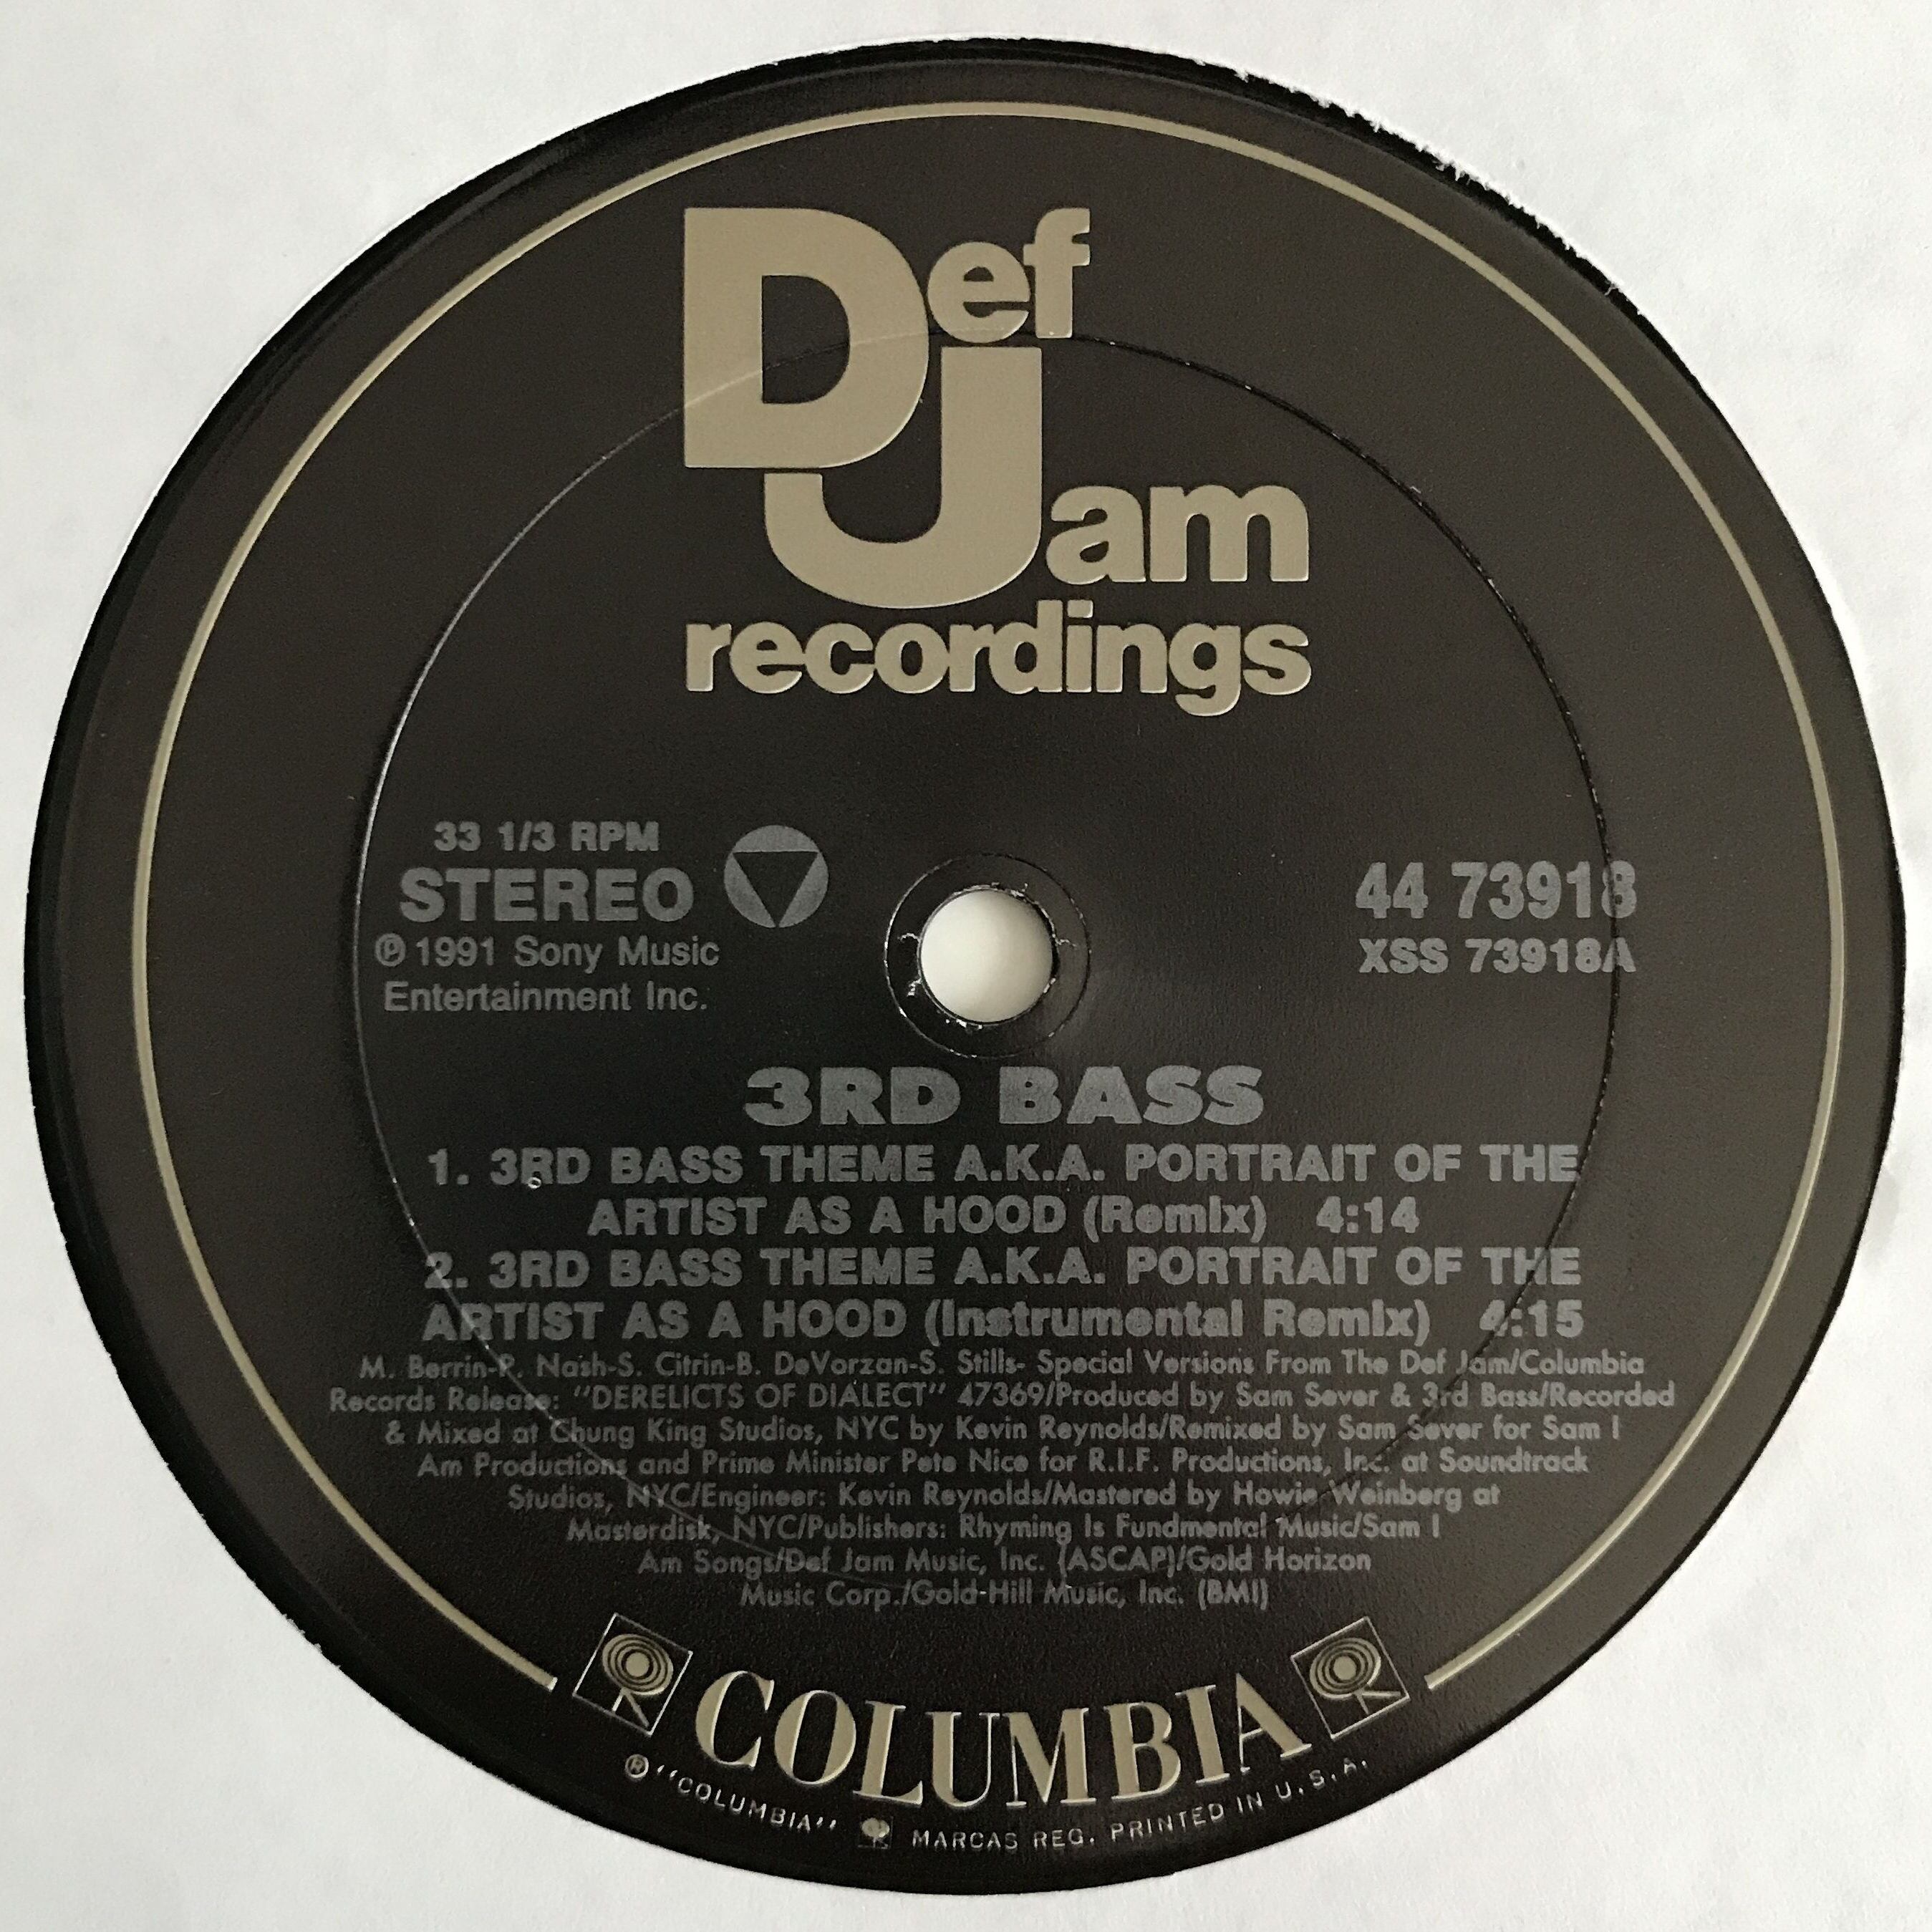 Def
Jam
recordings
33 1/3 RPM
STEREO
℗ 1991 Sony Music
Entertainment Inc.
44 73918
XSS 73918A
3RD BASS
1. 3RD BASS THEME A.K.A. PORTRAIT OF THE
ARTIST AS A HOOD (Remix) 4:14
2. 3RD BASS THEME A.K.A. PORTRAIT OF THE
ARTIST AS A HOOD (Instrumental Remix) 4:15
M. Berrin-P. Nash-S. Citrin-B. DeVorzan-S. Stills- Special Versions From The Def Jam/Columbia
Records Release: "DERELICTS OF DIALECT" 47369/Produced by Sam Sever & 3rd Bass/Recorded
& Mixed at Chung King Studios, NYC by Kevin Reynolds/Remixed by Sam Sever for Sam I
Am Productions and Prime Minister Pete Nice for R.I.F. Productions, Inc. at Soundtrack
Studios, NYC/Engineer: Kevin Reynolds/Mastered by Howie Weinberg at
Masterdisk, NYC/Publishers: Rhyming Is Fundmental Music/Sam I
Am Songs/Def Jam Music, Inc. (ASCAP)/Gold Horizon
Music Corp./Gold-Hill Music, Inc. (BMI)
COLUMBIA
® "COLUMBIA" MARCAS REG. PRINTED IN U.S.A.